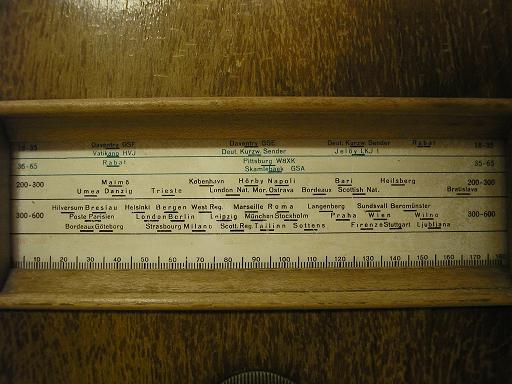 18-35 Daventry GSF Daventry GSE Deut. Kurzw. Sender Rabat 18-35
Vatikano HVJ Deut. Kurzw. Sender Jelöy LKJ 1
36-65 Rabat Pittsburg W8XK 35-65
Skamlebaek GSA
200-300 Malmö København Hörby Napoli Bari Heilsberg 200-300
Umea Danzig Trieste London Nat. Mor. Ostrava Bordeaux Scottish Nat. Bratislava
Hilversum Breslau Helsinki Bergen West Reg. Marseille Roma Langenberg Sundsvall Beromünster
300-600 Poste Parisien London Berlin Leipzig München Stockholm Praha Wien Wilno 300-600
Bordeaux Göteborg Strasbourg Milano Scott. Reg. Tallinn Sottens Firenze Stuttgart Ljubljana
10 20 30 40 50 60 70 80 90 100 110 120 130 140 150 160 170 180